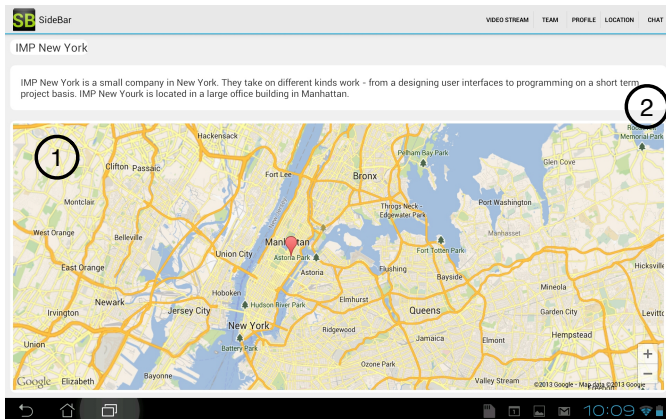 SB SideBar
VIDEO STREAM TEAM PROFILE LOCATION CHAT
IMP New York
IMP New York is a small company in New York. They take on different kinds work - from a designing user interfaces to programming on a short term
project basis. IMP New Yourk is located in a large office building in Manhattan.
1
2
Hackensack
Memorial Park
Pelham Bay Park
Glen Cove
Clifton Passaic
Fort Lee
Bronx
Montclair
Throgs Neck -
Edgewater Park
Port Washington
West Orange
Belleville
Manhattan
Manhasset
Union City
Astoria Park
Fort Totten Park
East Orange
Astoria
Flushing
Hicksville
Bayside
Hoboken
Mineola
Newark
Hudson River Park
Elmhurst
Irvington
Jersey City
Queens
Garden City
Levitto
New York
Ridgewood
Hempstead
Union
Jamaica
Elmont
Battery Park
Ozone Park
+
−
Bayonne
Valley Stream
Google
Elizabeth
©2013 Google - Map data ©2013 Google
Freeport
1
10:09